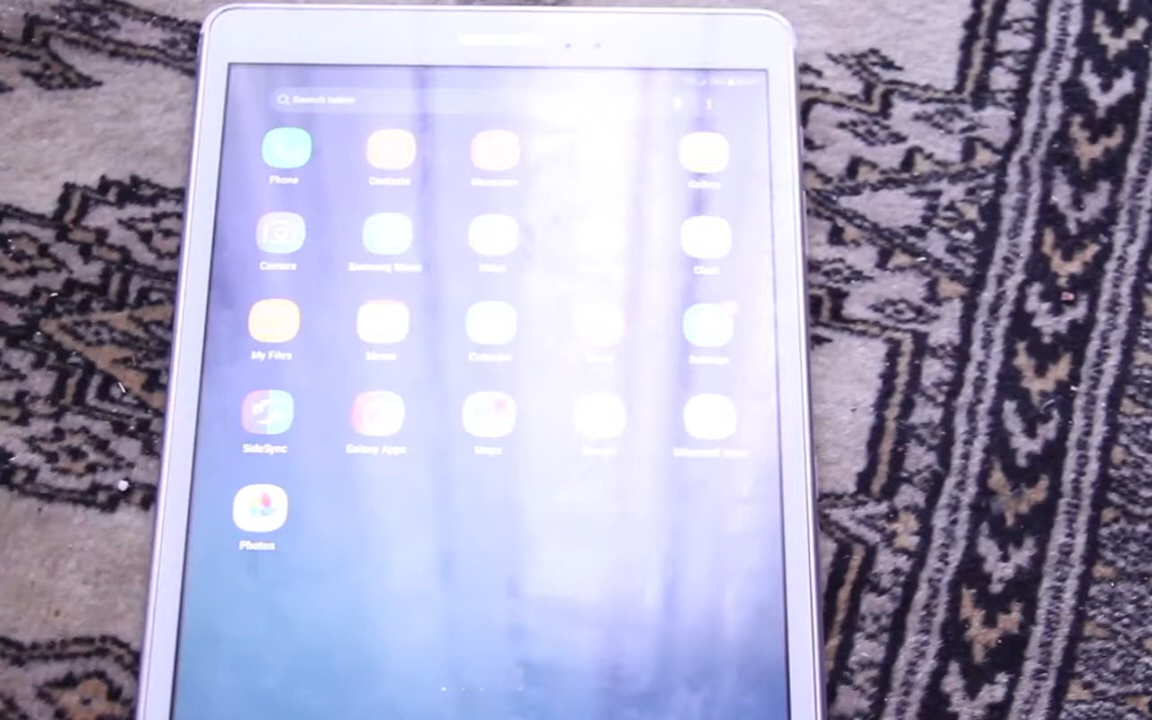 Search tablet
Phone
Contacts
Messages
Gallery
Camera
Samsung Notes
Video
Clock
My Files
Memo
Calendar
Settings
SideSync
Galaxy Apps
Maps
Microsoft Apps
Photos